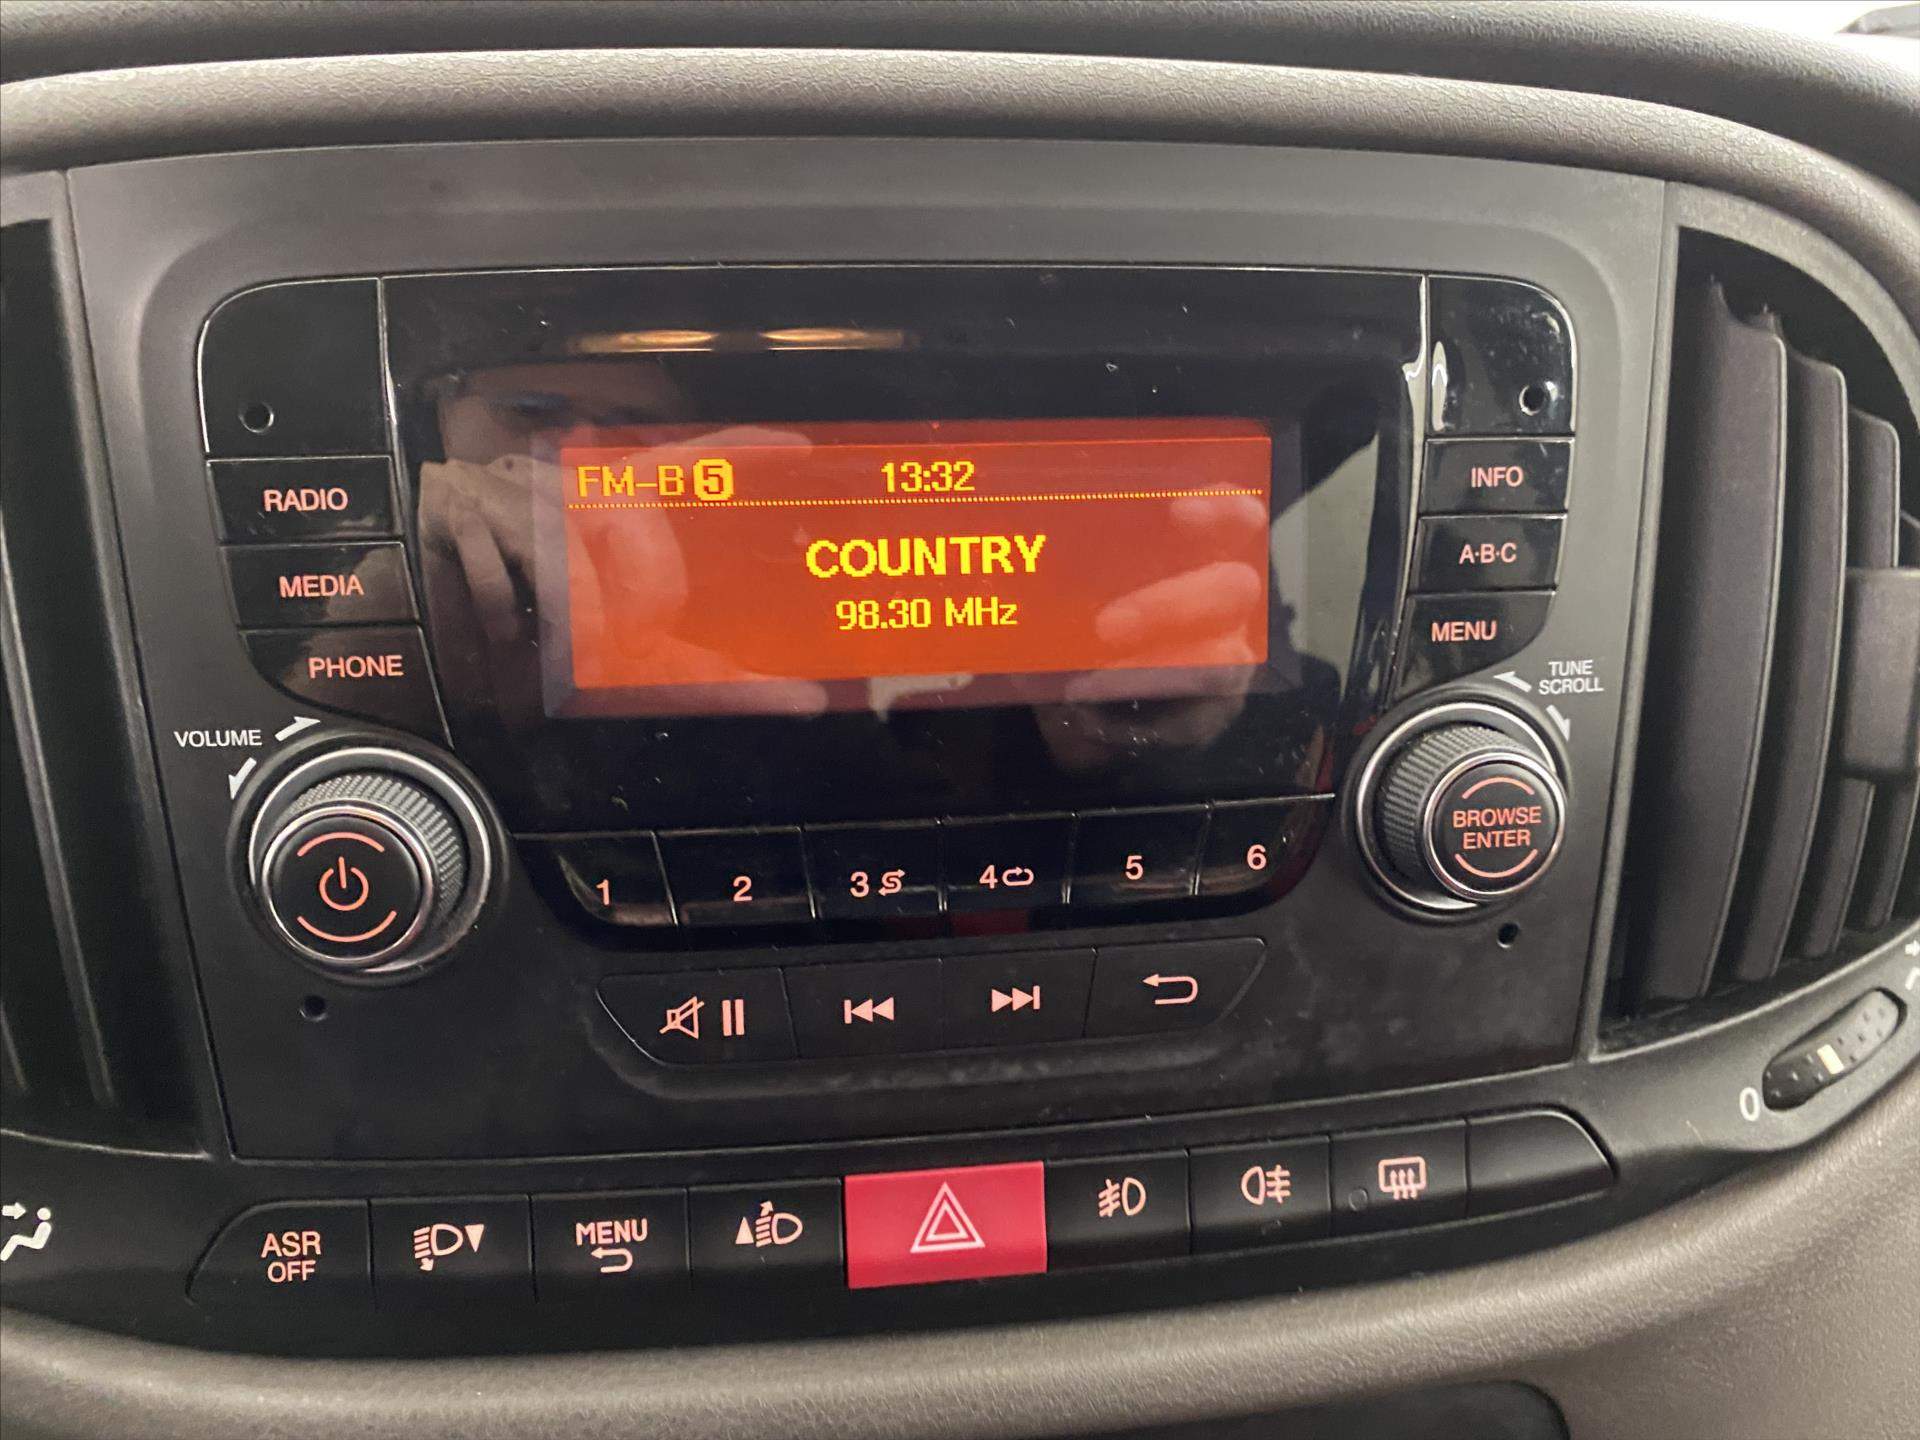 FM-B 5 13:32
COUNTRY
98.30 MHz
RADIO
MEDIA
PHONE
INFO
A·B·C
MENU
VOLUME
TUNE
SCROLL
BROWSE
ENTER
1 2 3 4 5 6
0
ASR
OFF
MENU